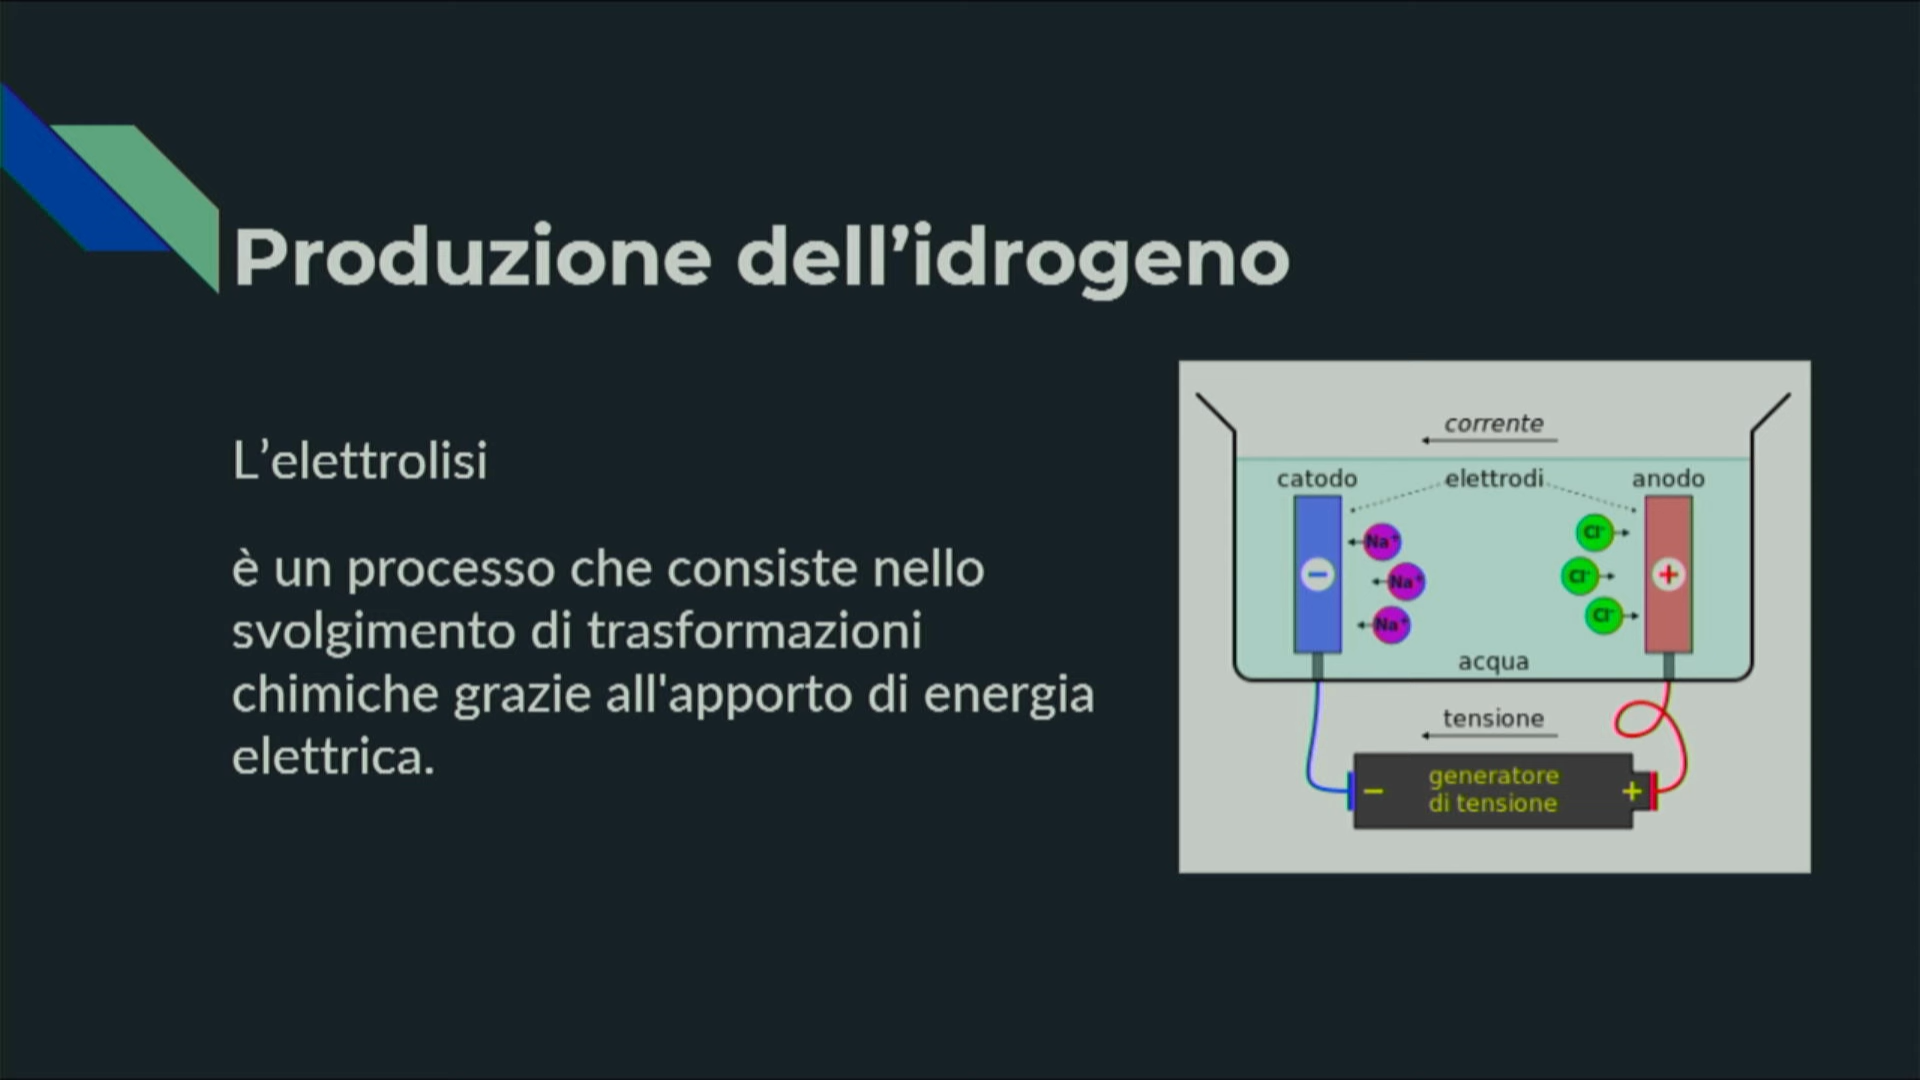 Produzione dell’idrogeno
L’elettrolisi
è un processo che consiste nello
svolgimento di trasformazioni
chimiche grazie all'apporto di energia
elettrica.
corrente
catodo
elettrodi
anodo
Na⁺
Na⁺
Na⁺
Cl⁻
Cl⁻
Cl⁻
−
+
acqua
tensione
generatore
di tensione
−
+